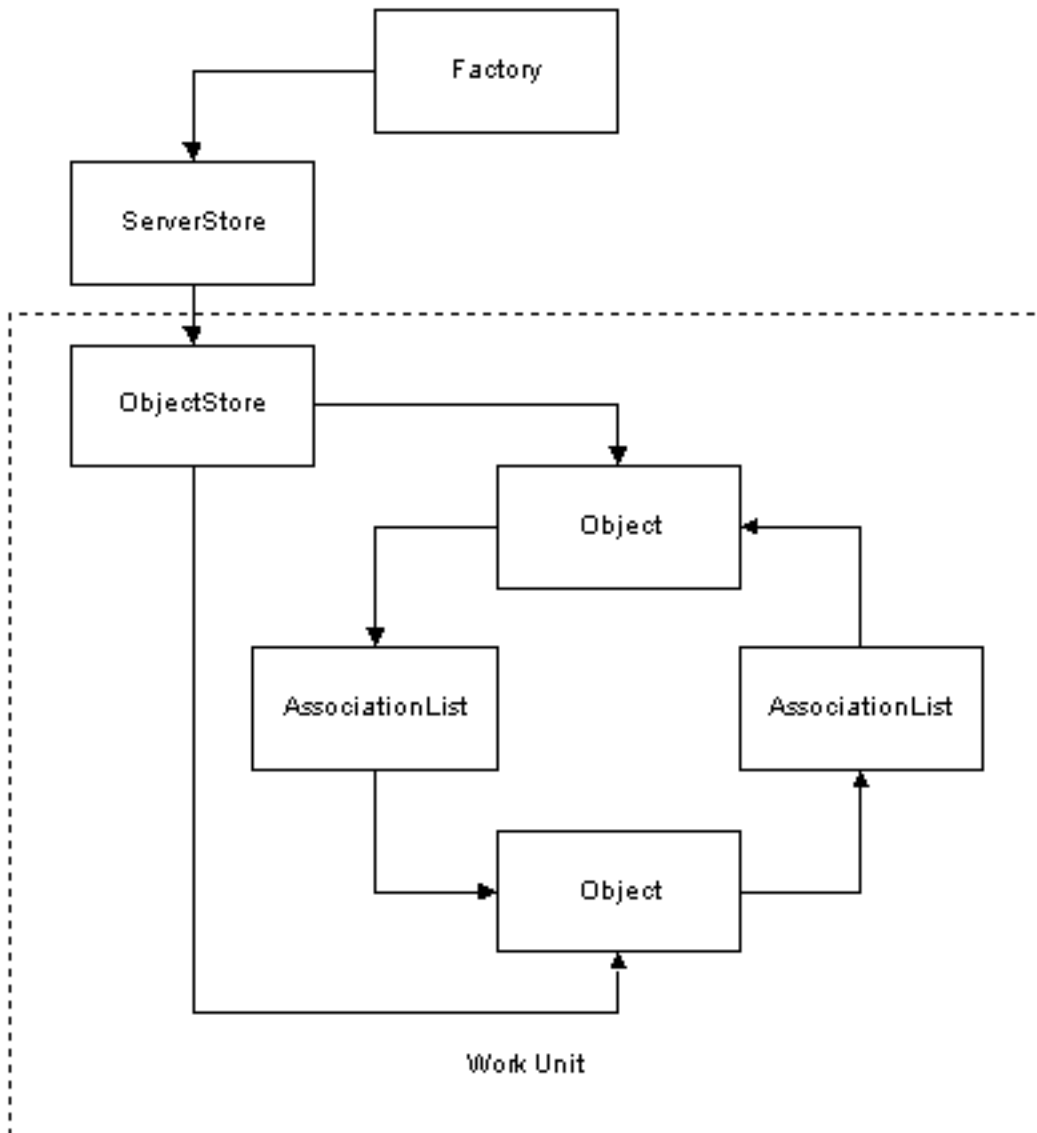 Factory
ServerStore
ObjectStore
Object
AssociationList
AssociationList
Object
Work Unit